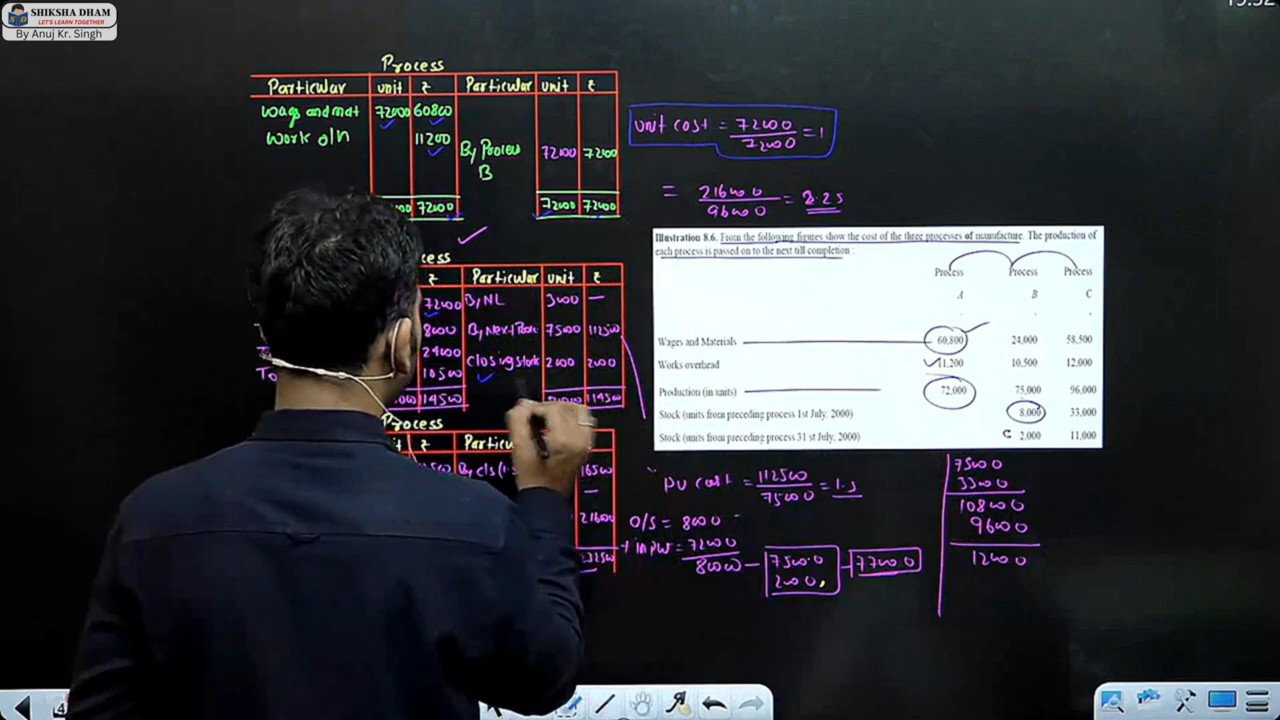 SHIKSHA DHAM
LET'S LEARN TOGETHER
By Anuj Kr. Singh
Process
Particular unit ₹ Particular unit ₹
wags and mat 72000 60800
work o/h 11200 By Process B 72000 72000
72000 72000 72000
unit cost = 72000 / 72000 = 1
= 216000 / 96000 = 2.25
₹ Particular unit ₹
72000 By NL 3000 —
8000 By Next Proce 75000 112500
24000 Closing stock 2000 2000
10500
114500 114500
Process
₹
By cls 16500
—
21600
Illustration 8.6. From the following figures show the cost of the three processes of manufacture. The production of
each process is passed on to the next till completion :
Process Process Process
A B C
Wages and Materials 60,800 24,000 58,500
Works overhead 11,200 10,500 12,000
Production (in units) 72,000 75,000 96,000
Stock (units from preceding process 1st July, 2000) 8,000 33,000
Stock (units from preceding process 31 st July, 2000) C 2,000 11,000
PU cost = 112500 / 75000 = 1.5
O/S = 8000
+ input = 72000
80000 — 75000 2000, — 77000
75000
33000
108000
96000
12000